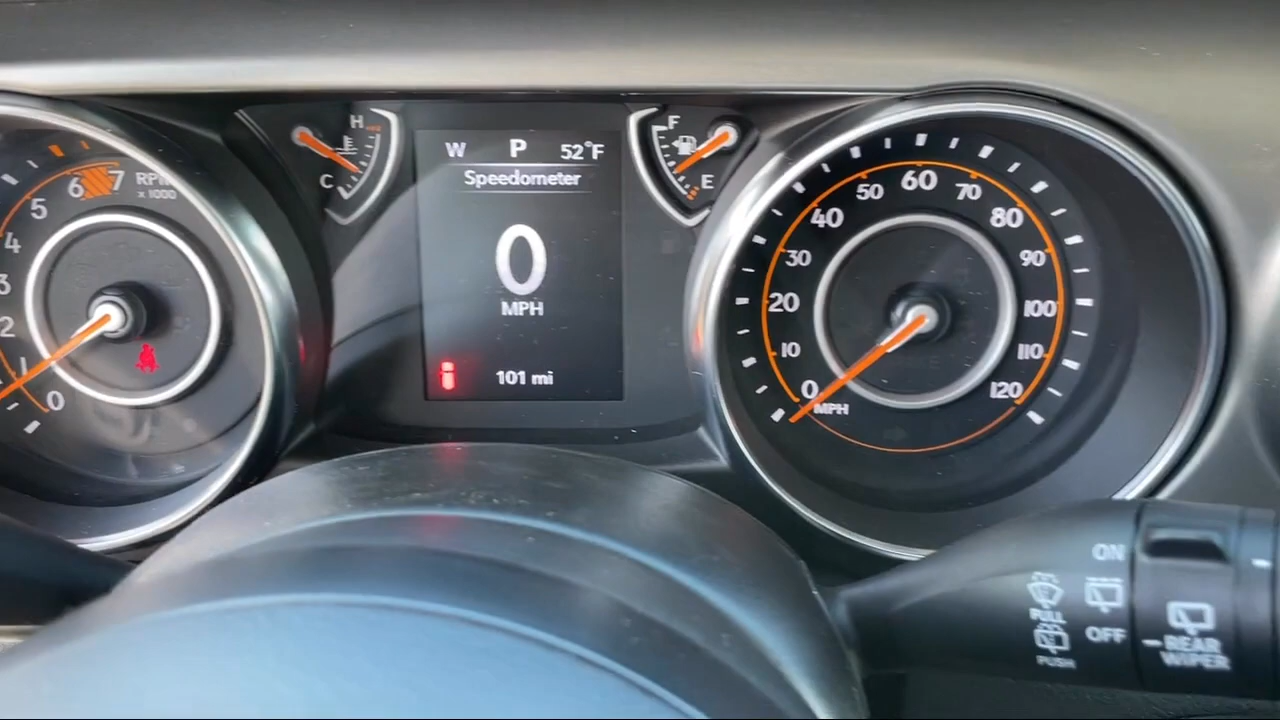 6 7 RPM
x 1000
5
4
3
2
1
0
H
C
W P 52°F
Speedometer
0
MPH
101 mi
F
E
0 10 20 30 40 50 60 70 80 90 100 110 120
MPH
ON
PULL
OFF
PUSH
REAR
WIPER